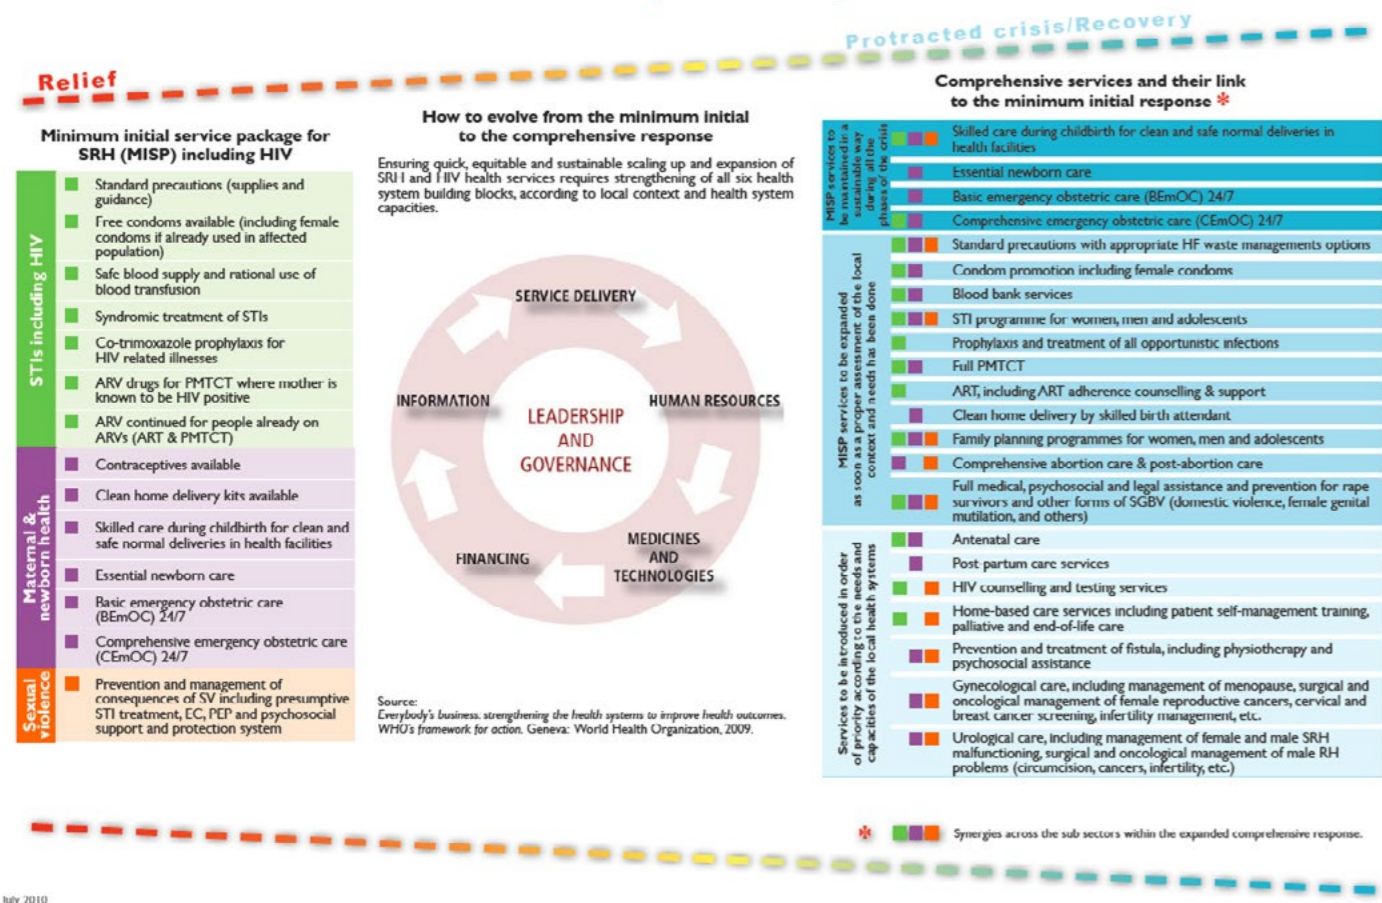 Protracted crisis/Recovery
Relief
Minimum initial service package for
SRH (MISP) including HIV
STIs including HIV
Standard precautions (supplies and
guidance)
Free condoms available (including female
condoms if already used in affected
population)
Safe blood supply and rational use of
blood transfusion
Syndromic treatment of STIs
Co-trimoxazole prophylaxis for
HIV related illnesses
ARV drugs for PMTCT where mother is
known to be HIV positive
ARV continued for people already on
ARVs (ART & PMTCT)
Maternal &
newborn health
Contraceptives available
Clean home delivery kits available
Skilled care during childbirth for clean and
safe normal deliveries in health facilities
Essential newborn care
Basic emergency obstetric care
(BEmOC) 24/7
Comprehensive emergency obstetric care
(CEmOC) 24/7
Sexual
violence
Prevention and management of
consequences of SV including presumptive
STI treatment, EC, PEP and psychosocial
support and protection system
How to evolve from the minimum initial
to the comprehensive response
Ensuring quick, equitable and sustainable scaling up and expansion of
SRH and HIV health services requires strengthening of all six health
system building blocks, according to local context and health system
capacities.
SERVICE DELIVERY
INFORMATION
HUMAN RESOURCES
LEADERSHIP
AND
GOVERNANCE
FINANCING
MEDICINES
AND
TECHNOLOGIES
Source:
Everybody's business. strengthening the health systems to improve health outcomes.
WHO's framework for action. Geneva: World Health Organization, 2009.
Comprehensive services and their link
to the minimum initial response *
MISP services to
be maintained in a
sustainable way
during all the
phases of the crisis
Skilled care during childbirth for clean and safe normal deliveries in
health facilities
Essential newborn care
Basic emergency obstetric care (BEmOC) 24/7
Comprehensive emergency obstetric care (CEmOC) 24/7
MISP services to be expanded
as soon as a proper assessment of the local
context and needs has been done
Standard precautions with appropriate HF waste managements options
Condom promotion including female condoms
Blood bank services
STI programme for women, men and adolescents
Prophylaxis and treatment of all opportunistic infections
Full PMTCT
ART, including ART adherence counselling & support
Clean home delivery by skilled birth attendant
Family planning programmes for women, men and adolescents
Comprehensive abortion care & post-abortion care
Full medical, psychosocial and legal assistance and prevention for rape
survivors and other forms of SGBV (domestic violence, female genital
mutilation, and others)
Services to be introduced in order
of priority according to the needs and
capacities of the local health systems
Antenatal care
Post partum care services
HIV counselling and testing services
Home-based care services including patient self-management training,
palliative and end-of-life care
Prevention and treatment of fistula, including physiotherapy and
psychosocial assistance
Gynecological care, including management of menopause, surgical and
oncological management of female reproductive cancers, cervical and
breast cancer screening, infertility management, etc.
Urological care, including management of female and male SRH
malfunctioning, surgical and oncological management of male RH
problems (circumcision, cancers, infertility, etc.)
* Synergies across the sub sectors within the expanded comprehensive response.
July 2010